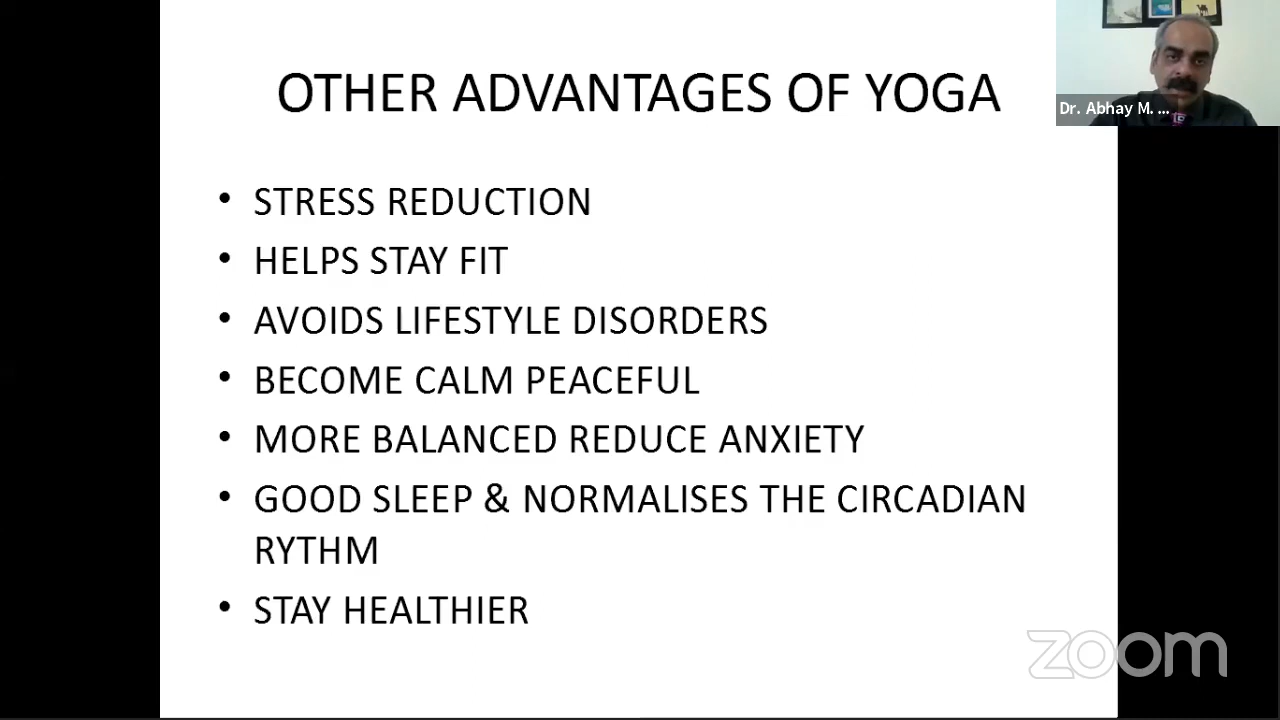 OTHER ADVANTAGES OF YOGA
Dr. Abhay M. ...
• STRESS REDUCTION
• HELPS STAY FIT
• AVOIDS LIFESTYLE DISORDERS
• BECOME CALM PEACEFUL
• MORE BALANCED REDUCE ANXIETY
• GOOD SLEEP & NORMALISES THE CIRCADIAN
RYTHM
• STAY HEALTHIER
zoom